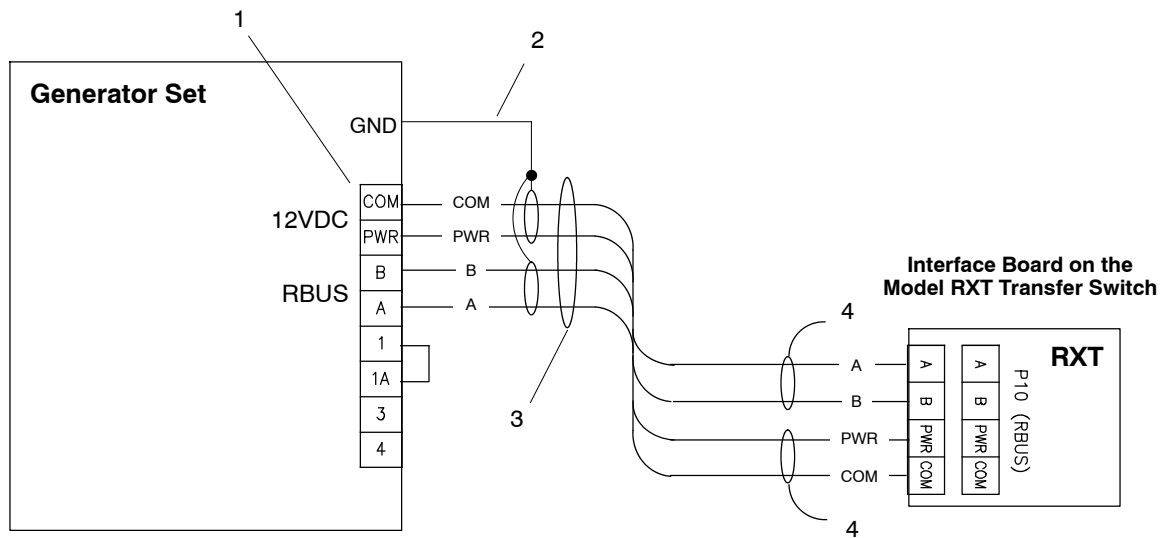 1
2
Generator Set
GND
12VDC
RBUS
COM
PWR
B
A
1
1A
3
4
COM
PWR
B
A
3
Interface Board on the
Model RXT Transfer Switch
4
A
B
PWR
COM
4
A
B
PWR
COM
A
B
PWR
COM
P10 (RBUS)
RXT